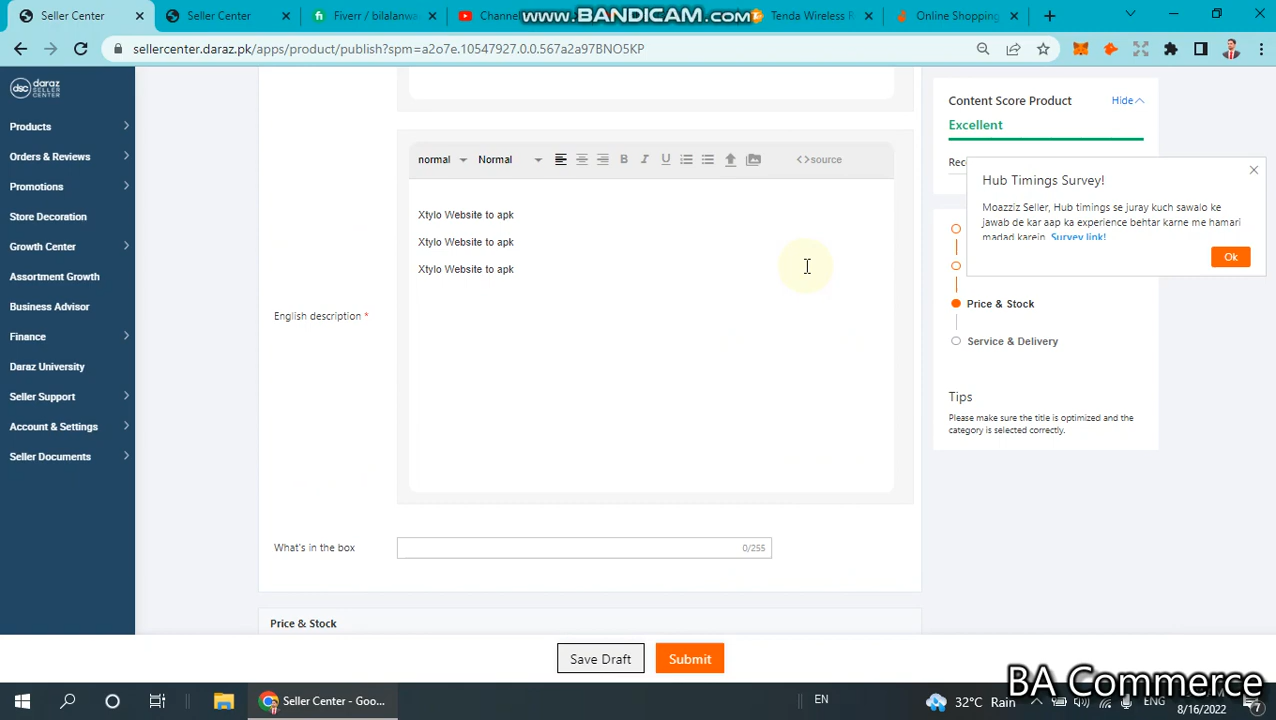 Seller Center
Seller Center
Fiverr / bilalanwa
Channel
WWW.BANDICAM.COM
Tenda Wireless R
Online Shopping
sellercenter.daraz.pk/apps/product/publish?spm=a2o7e.10547927.0.0.567a2a97BNO5KP
dsc daraz SELLER CENTER
Products
Orders & Reviews
Promotions
Store Decoration
Growth Center
Assortment Growth
Business Advisor
Finance
Daraz University
Seller Support
Account & Settings
Seller Documents
normal
Normal
B I U
<>source
Xtylo Website to apk
Xtylo Website to apk
Xtylo Website to apk
English description *
What's in the box
0/255
Price & Stock
Save Draft
Submit
Content Score Product
Hide
Excellent
Rec
Hub Timings Survey!
Moazziz Seller, Hub timings se juray kuch sawalo ke
jawab de kar aap ka experience behtar karne me hamari
madad karein. Survey link!
Ok
Price & Stock
Service & Delivery
Tips
Please make sure the title is optimized and the
category is selected correctly.
BA Commerce
Seller Center - Goo...
EN
32°C Rain
ENG
8/16/2022
7